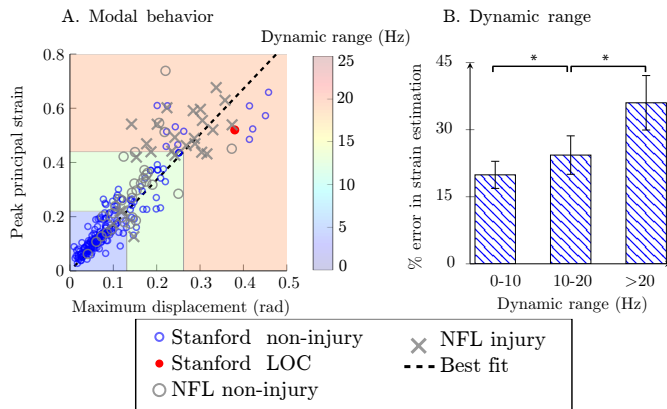 A. Modal behavior
B. Dynamic range
Dynamic range (Hz)
Peak principal strain
0.8
0.6
0.4
0.2
0
0
0.1
0.2
0.3
0.4
0.5
Maximum displacement (rad)
25
20
15
10
5
0
% error in strain estimation
45
30
15
0
* *
0-10 10-20 >20
Dynamic range (Hz)
Stanford non-injury
Stanford LOC
NFL non-injury
NFL injury
Best fit